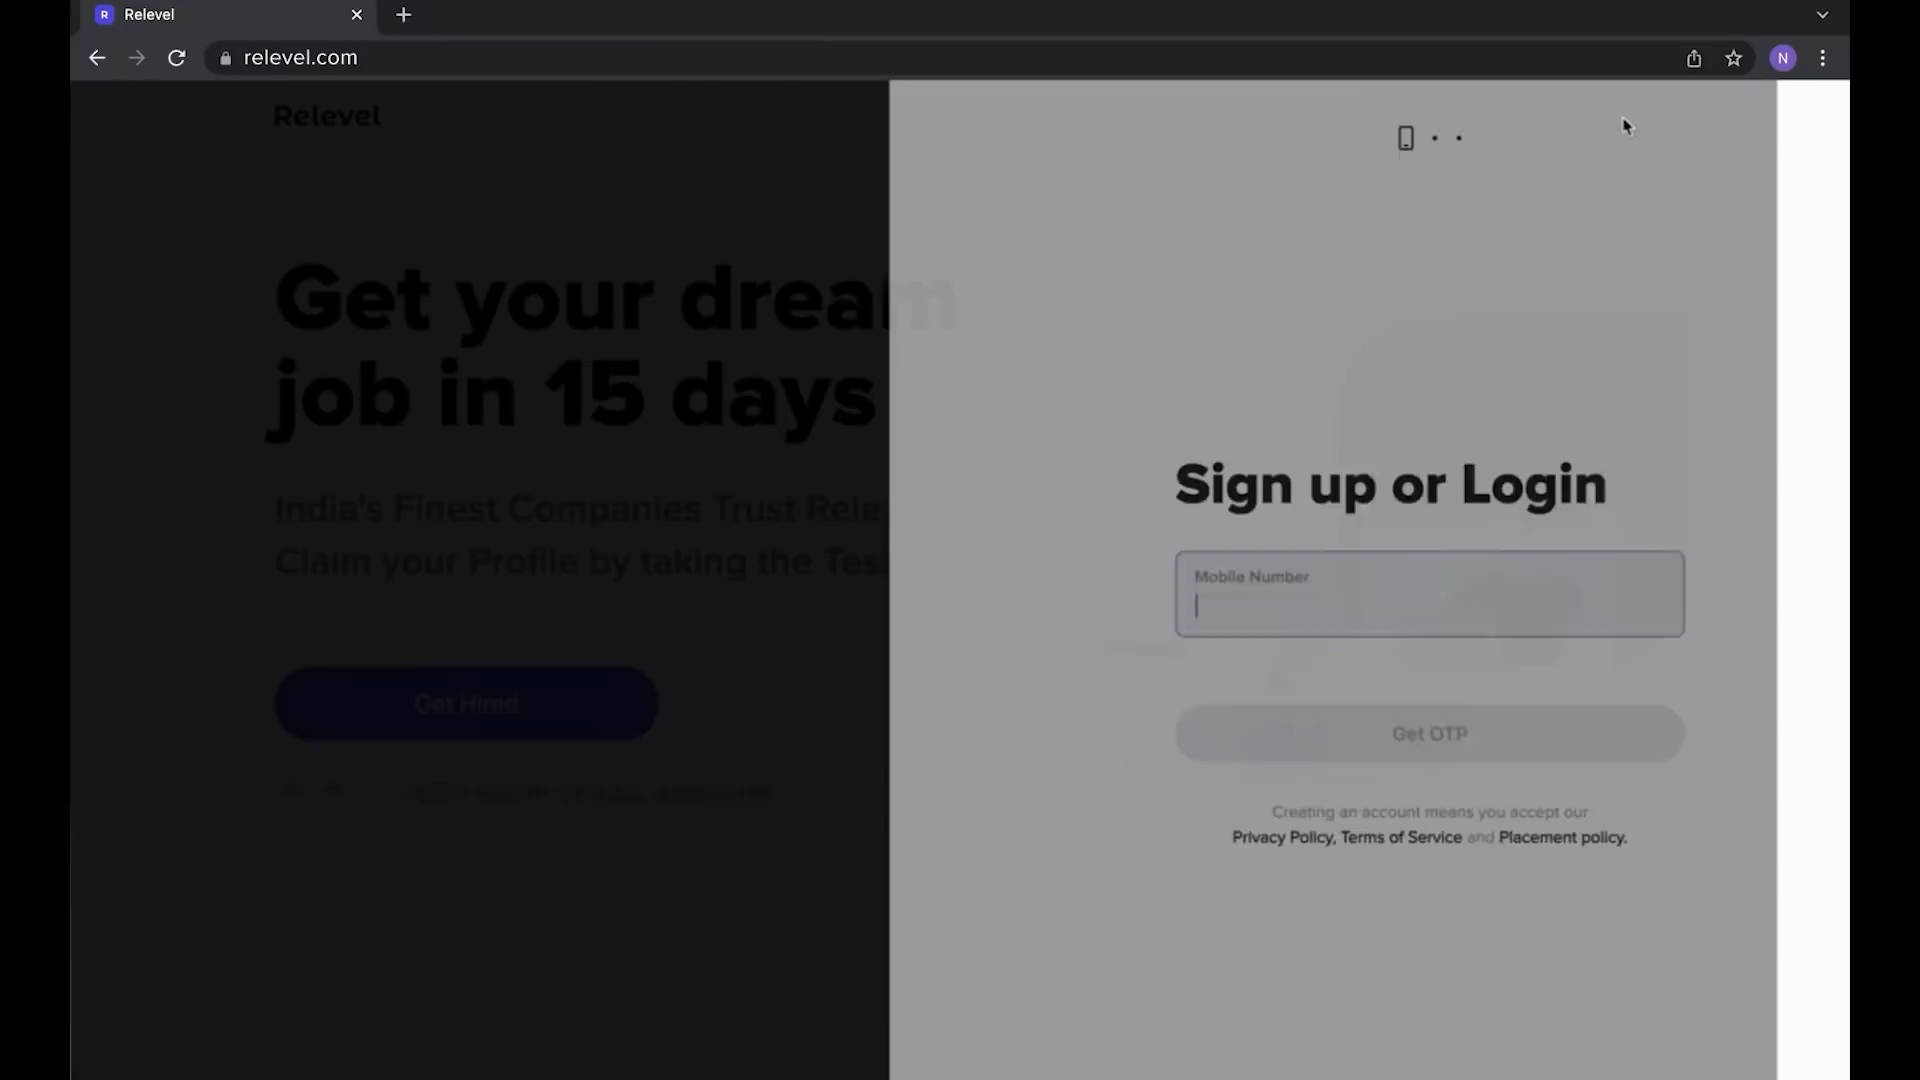 R Relevel
relevel.com
N
Relevel
Get your dream
job in 15 days
India's Finest Companies Trust
Claim your Profile by taking the
Get Hired
Sign up or Login
Mobile Number
Get OTP
Creating an account means you accept our
Privacy Policy, Terms of Service and Placement policy.